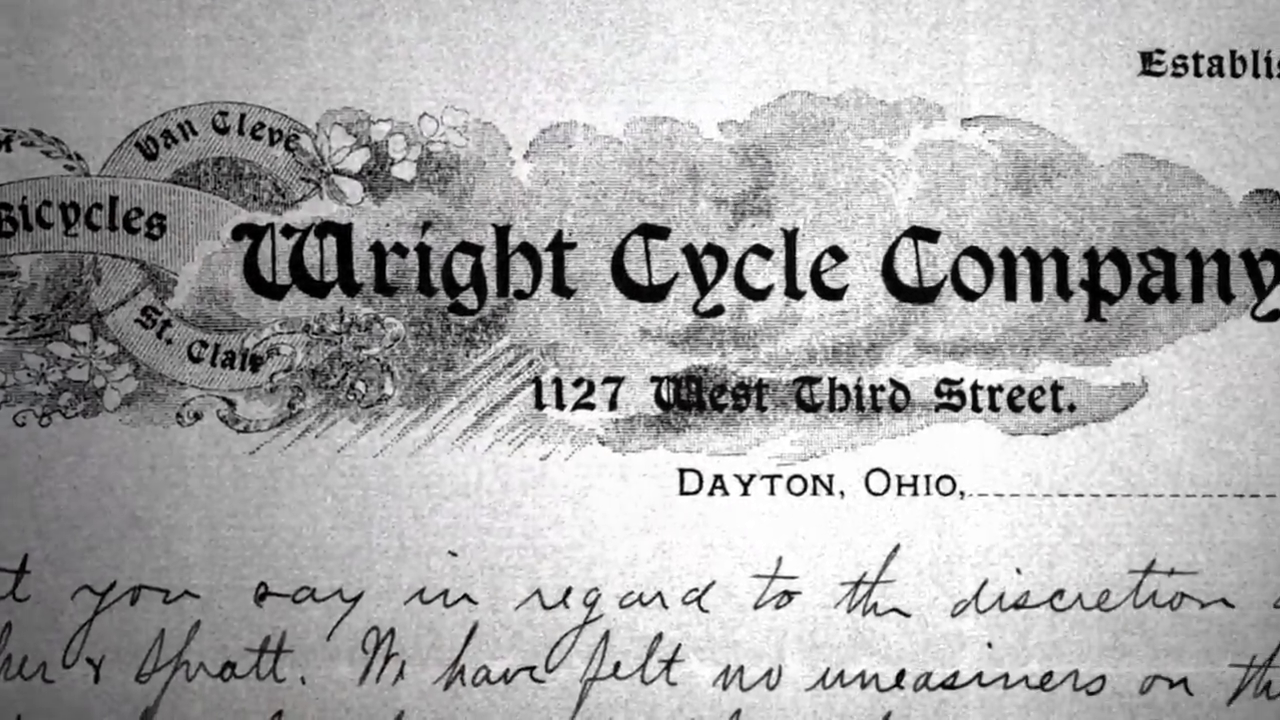 Establis
Van Cleve
Bicycles
Wright Cycle Company
St. Clair
1127 West Third Street.
DAYTON, OHIO,
t you say in regard to the discretion
her & Spratt. We have felt no uneasiness on th